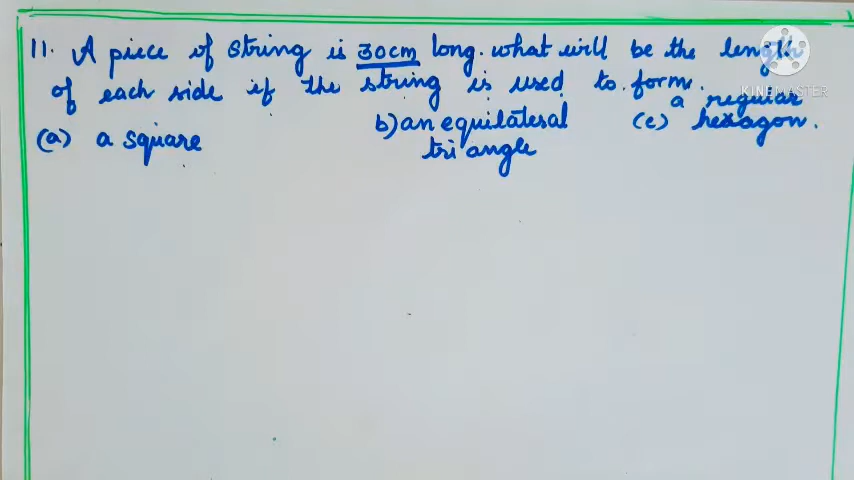 11. A piece of string is 30cm long. what will be the length
of each side if the string is used to form.
(a) a square b) an equilateral triangle (c) a regular hexagon.
KINEMASTER